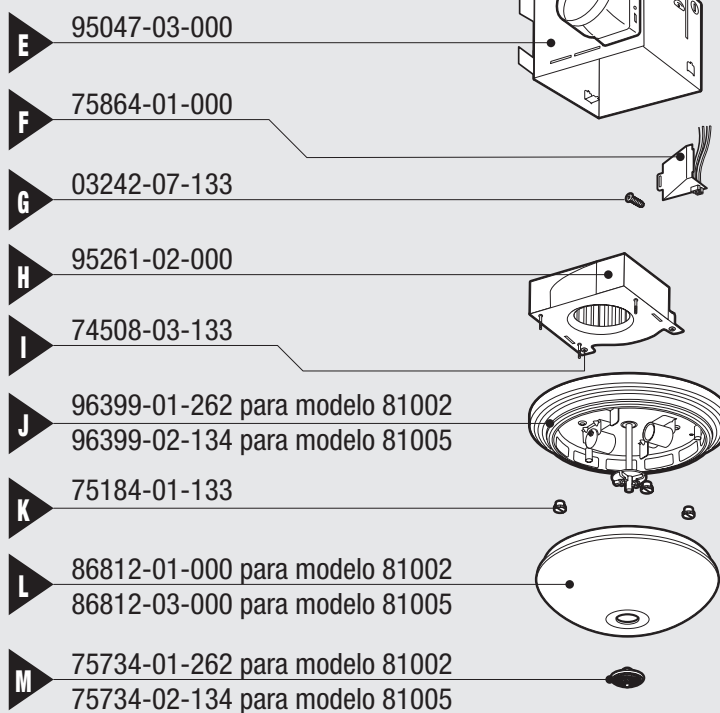 E 95047-03-000
F 75864-01-000
G 03242-07-133
H 95261-02-000
I 74508-03-133
J 96399-01-262 para modelo 81002
96399-02-134 para modelo 81005
K 75184-01-133
L 86812-01-000 para modelo 81002
86812-03-000 para modelo 81005
M 75734-01-262 para modelo 81002
75734-02-134 para modelo 81005